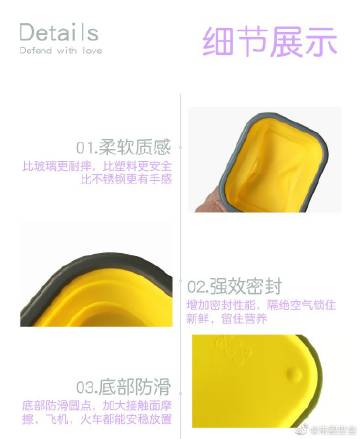 Details
Defend with love
细节展示
01.柔软质感
比玻璃更耐摔，比塑料更安全
比不锈钢更有手感
02.强效密封
增加密封性能，隔绝空气锁住
新鲜，留住营养
03.底部防滑
底部防滑圆点，加大接触面摩
擦、飞机，火车都能安稳放置